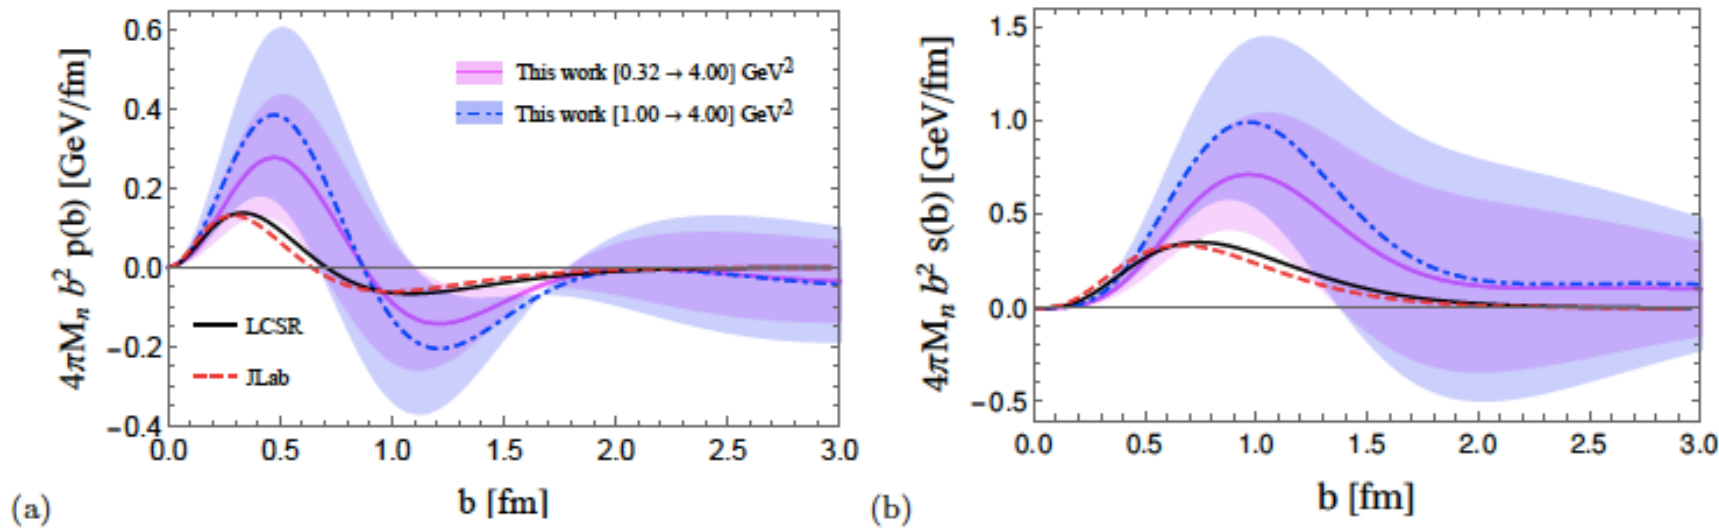 4πMₙ b² p(b) [GeV/fm]
0.6
0.4
0.2
0.0
−0.2
−0.4
This work [0.32 → 4.00] GeV²
This work [1.00 → 4.00] GeV²
LCSR
JLab
0.0 0.5 1.0 1.5 2.0 2.5 3.0
b [fm]
(a)
4πMₙ b² s(b) [GeV/fm]
1.5
1.0
0.5
0.0
−0.5
0.0 0.5 1.0 1.5 2.0 2.5 3.0
b [fm]
(b)